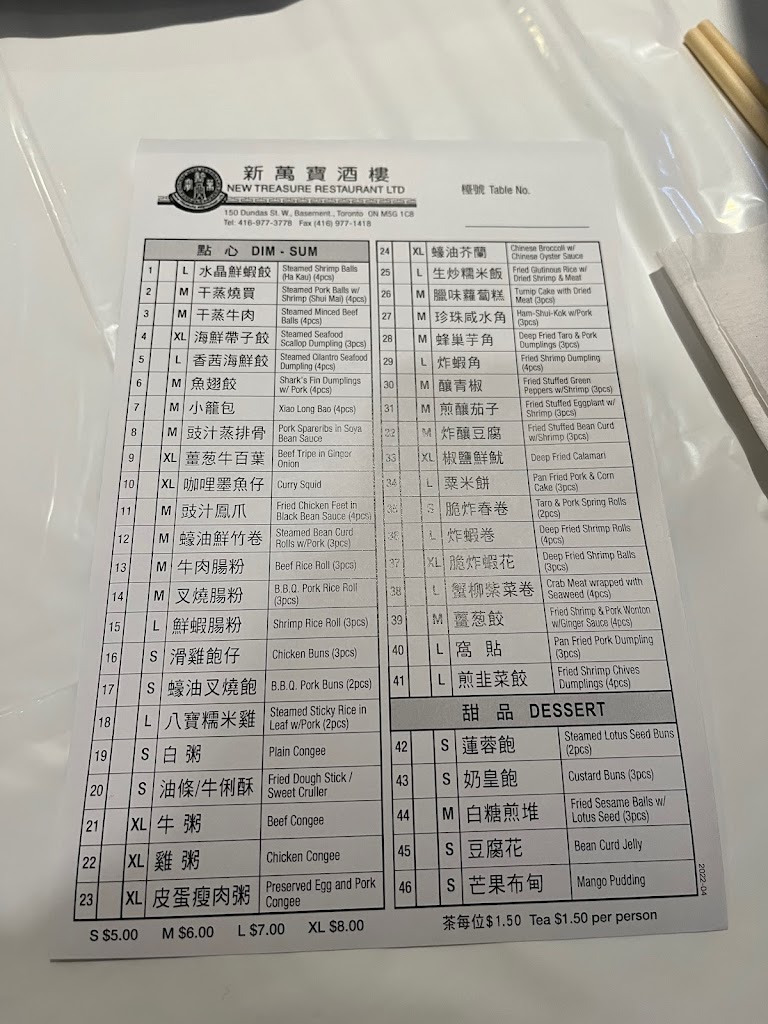 新萬寶酒樓
NEW TREASURE RESTAURANT LTD
150 Dundas St. W., Basement., Toronto ON M5G 1C8
Tel: 416-977-3778 Fax (416) 977-1418
檯號 Table No.
點心 DIM - SUM
1 L 水晶鮮蝦餃 Steamed Shrimp Balls (Ha Kau) (4pcs)
2 M 干蒸燒買 Steamed Pork Balls w/ Shrimp (Shui Mai) (4pcs)
3 M 干蒸牛肉 Steamed Minced Beef Balls (4pcs)
4 XL 海鮮帶子餃 Steamed Seafood Scallop Dumpling (3pcs)
5 L 香茜海鮮餃 Steamed Cilantro Seafood Dumpling (4pcs)
6 M 魚翅餃 Shark's Fin Dumplings w/ Pork (4pcs)
7 M 小籠包 Xiao Long Bao (4pcs)
8 M 豉汁蒸排骨 Pork Spareribs in Soya Bean Sauce
9 XL 薑葱牛百葉 Beef Tripe in Ginger Onion
10 XL 咖哩墨魚仔 Curry Squid
11 M 豉汁鳳爪 Fried Chicken Feet in Black Bean Sauce (4pcs)
12 M 蠔油鮮竹卷 Steamed Bean Curd Rolls w/Pork (3pcs)
13 M 牛肉腸粉 Beef Rice Roll (3pcs)
14 M 叉燒腸粉 B.B.Q. Pork Rice Roll (3pcs)
15 L 鮮蝦腸粉 Shrimp Rice Roll (3pcs)
16 S 滑雞飽仔 Chicken Buns (3pcs)
17 S 蠔油叉燒飽 B.B.Q. Pork Buns (2pcs)
18 L 八寶糯米雞 Steamed Sticky Rice in Leaf w/Pork (2pcs)
19 S 白粥 Plain Congee
20 S 油條/牛俐酥 Fried Dough Stick / Sweet Cruller
21 XL 牛粥 Beef Congee
22 XL 雞粥 Chicken Congee
23 XL 皮蛋瘦肉粥 Preserved Egg and Pork Congee
24 XL 蠔油芥蘭 Chinese Broccoli w/ Chinese Oyster Sauce
25 L 生炒糯米飯 Fried Glutinous Rice w/ Dried Shrimp & Meat
26 M 臘味蘿蔔糕 Turnip Cake with Dried Meat (3pcs)
27 M 珍珠咸水角 Ham-Shui-Kok w/Pork (3pcs)
28 M 蜂巢芋角 Deep Fried Taro & Pork Dumplings (3pcs)
29 L 炸蝦角 Fried Shrimp Dumpling (4pcs)
30 M 釀青椒 Fried Stuffed Green Peppers w/Shrimp (3pcs)
31 M 煎釀茄子 Fried Stuffed Eggplant w/ Shrimp (3pcs)
32 M 炸釀豆腐 Fried Stuffed Bean Curd w/Shrimp (3pcs)
33 XL 椒鹽鮮魷 Deep Fried Calamari
34 L 粟米餅 Pan Fried Pork & Corn Cake (3pcs)
35 S 脆炸春卷 Taro & Pork Spring Rolls (2pcs)
36 L 炸蝦卷 Deep Fried Shrimp Rolls (4pcs)
37 XL 脆炸蝦花 Deep Fried Shrimp Balls (3pcs)
38 L 蟹柳紫菜卷 Crab Meat wrapped with Seaweed (4pcs)
39 M 薑葱餃 Fried Shrimp & Pork Wonton w/Ginger Sauce (4pcs)
40 L 窩貼 Pan Fried Pork Dumpling (3pcs)
41 L 煎韭菜餃 Fried Shrimp Chives Dumplings (4pcs)
甜品 DESSERT
42 S 蓮蓉飽 Steamed Lotus Seed Buns (2pcs)
43 S 奶皇飽 Custard Buns (3pcs)
44 M 白糖煎堆 Fried Sesame Balls w/ Lotus Seed (3pcs)
45 S 豆腐花 Bean Curd Jelly
46 S 芒果布甸 Mango Pudding
2022-04
S $5.00 M $6.00 L $7.00 XL $8.00
茶每位$1.50 Tea $1.50 per person